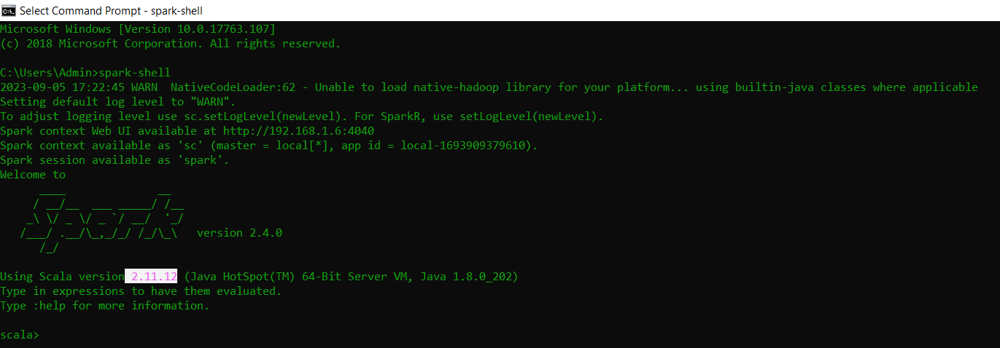 Select Command Prompt - spark-shell
Microsoft Windows [Version 10.0.17763.107]
(c) 2018 Microsoft Corporation. All rights reserved.
C:\Users\Admin>spark-shell
2023-09-05 17:22:45 WARN  NativeCodeLoader:62 - Unable to load native-hadoop library for your platform... using builtin-java classes where applicable
Setting default log level to "WARN".
To adjust logging level use sc.setLogLevel(newLevel). For SparkR, use setLogLevel(newLevel).
Spark context Web UI available at http://192.168.1.6:4040
Spark context available as 'sc' (master = local[*], app id = local-1693909379610).
Spark session available as 'spark'.
Welcome to
      ____              __
     / __/__  ___ _____/ /__
    _\ \/ _ \/ _ `/ __/  '_/
   /___/ .__/\_,_/_/ /_/\_\   version 2.4.0
      /_/
Using Scala version 2.11.12 (Java HotSpot(TM) 64-Bit Server VM, Java 1.8.0_202)
Type in expressions to have them evaluated.
Type :help for more information.
scala>